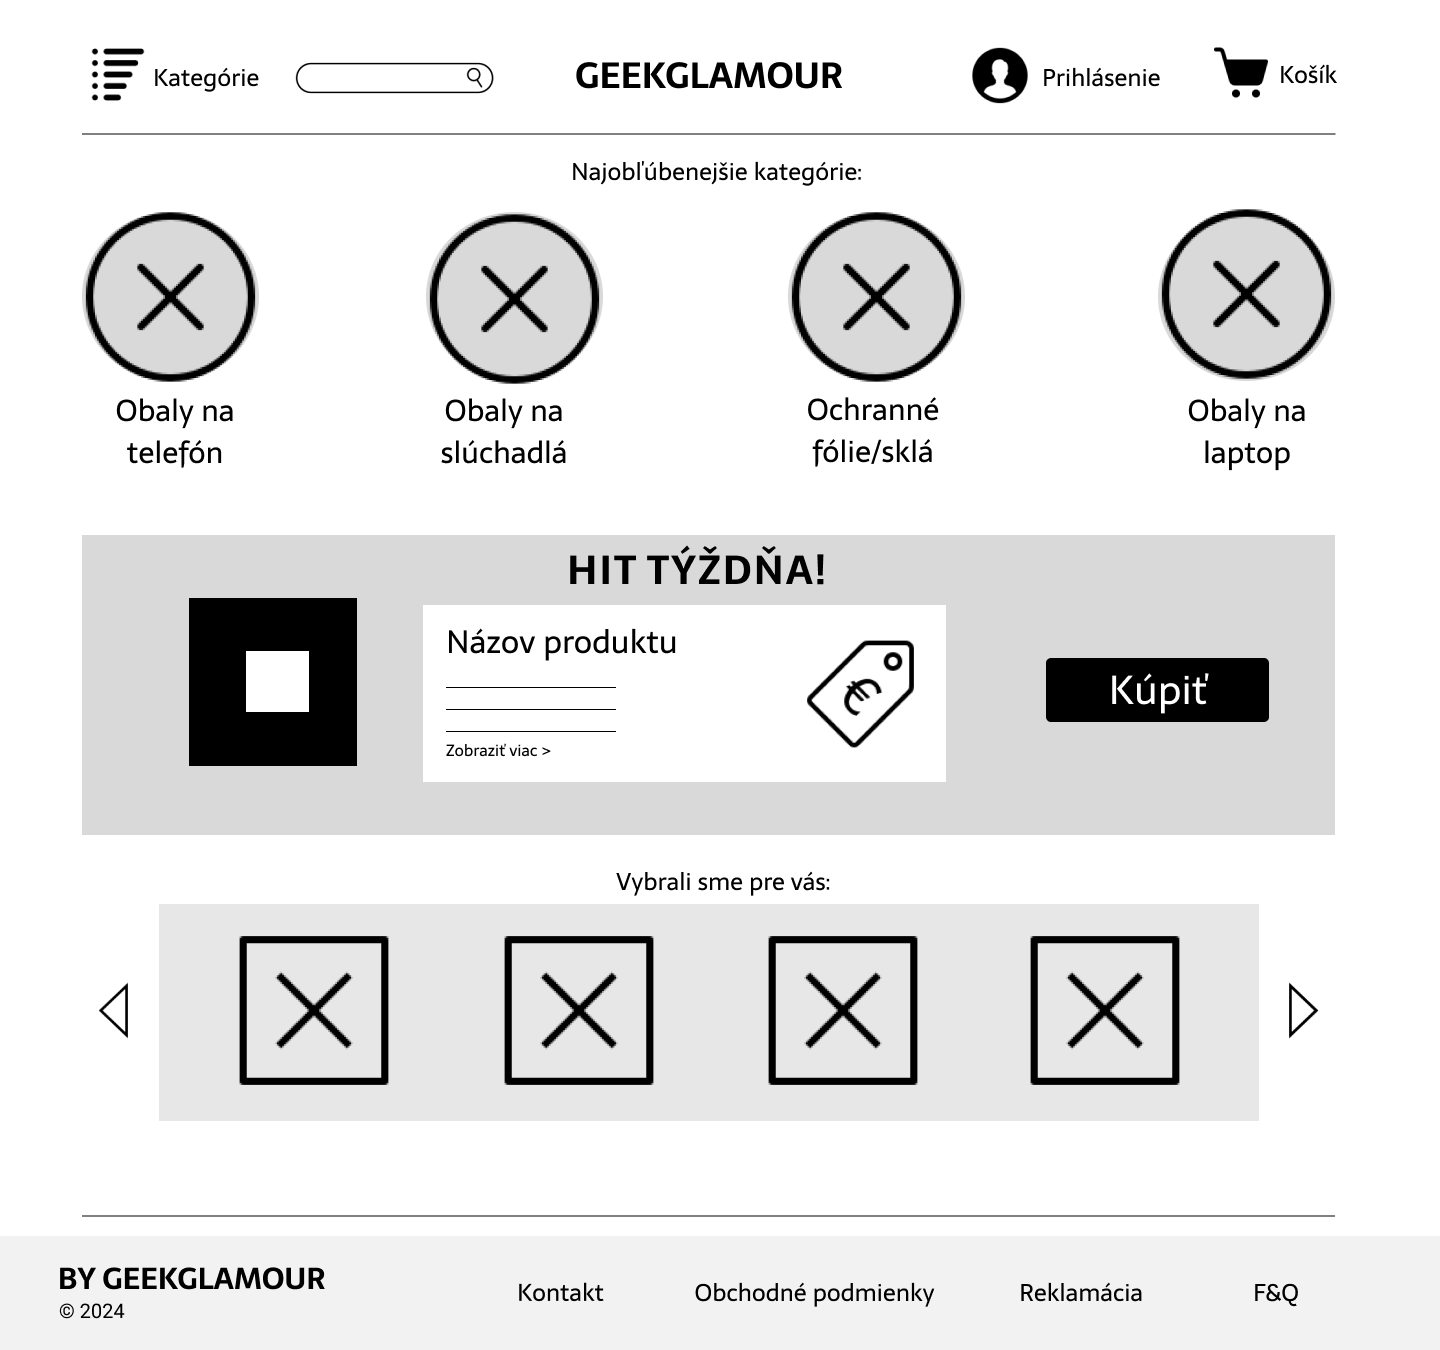 Kategórie
GEEKGLAMOUR
Prihlásenie
Košík
Najobľúbenejšie kategórie:
Obaly na
telefón
Obaly na
slúchadlá
Ochranné
fólie/sklá
Obaly na
laptop
HIT TÝŽDŇA!
Názov produktu
€
Zobraziť viac >
Kúpiť
Vybrali sme pre vás:
BY GEEKGLAMOUR
© 2024
Kontakt
Obchodné podmienky
Reklamácia
F&Q